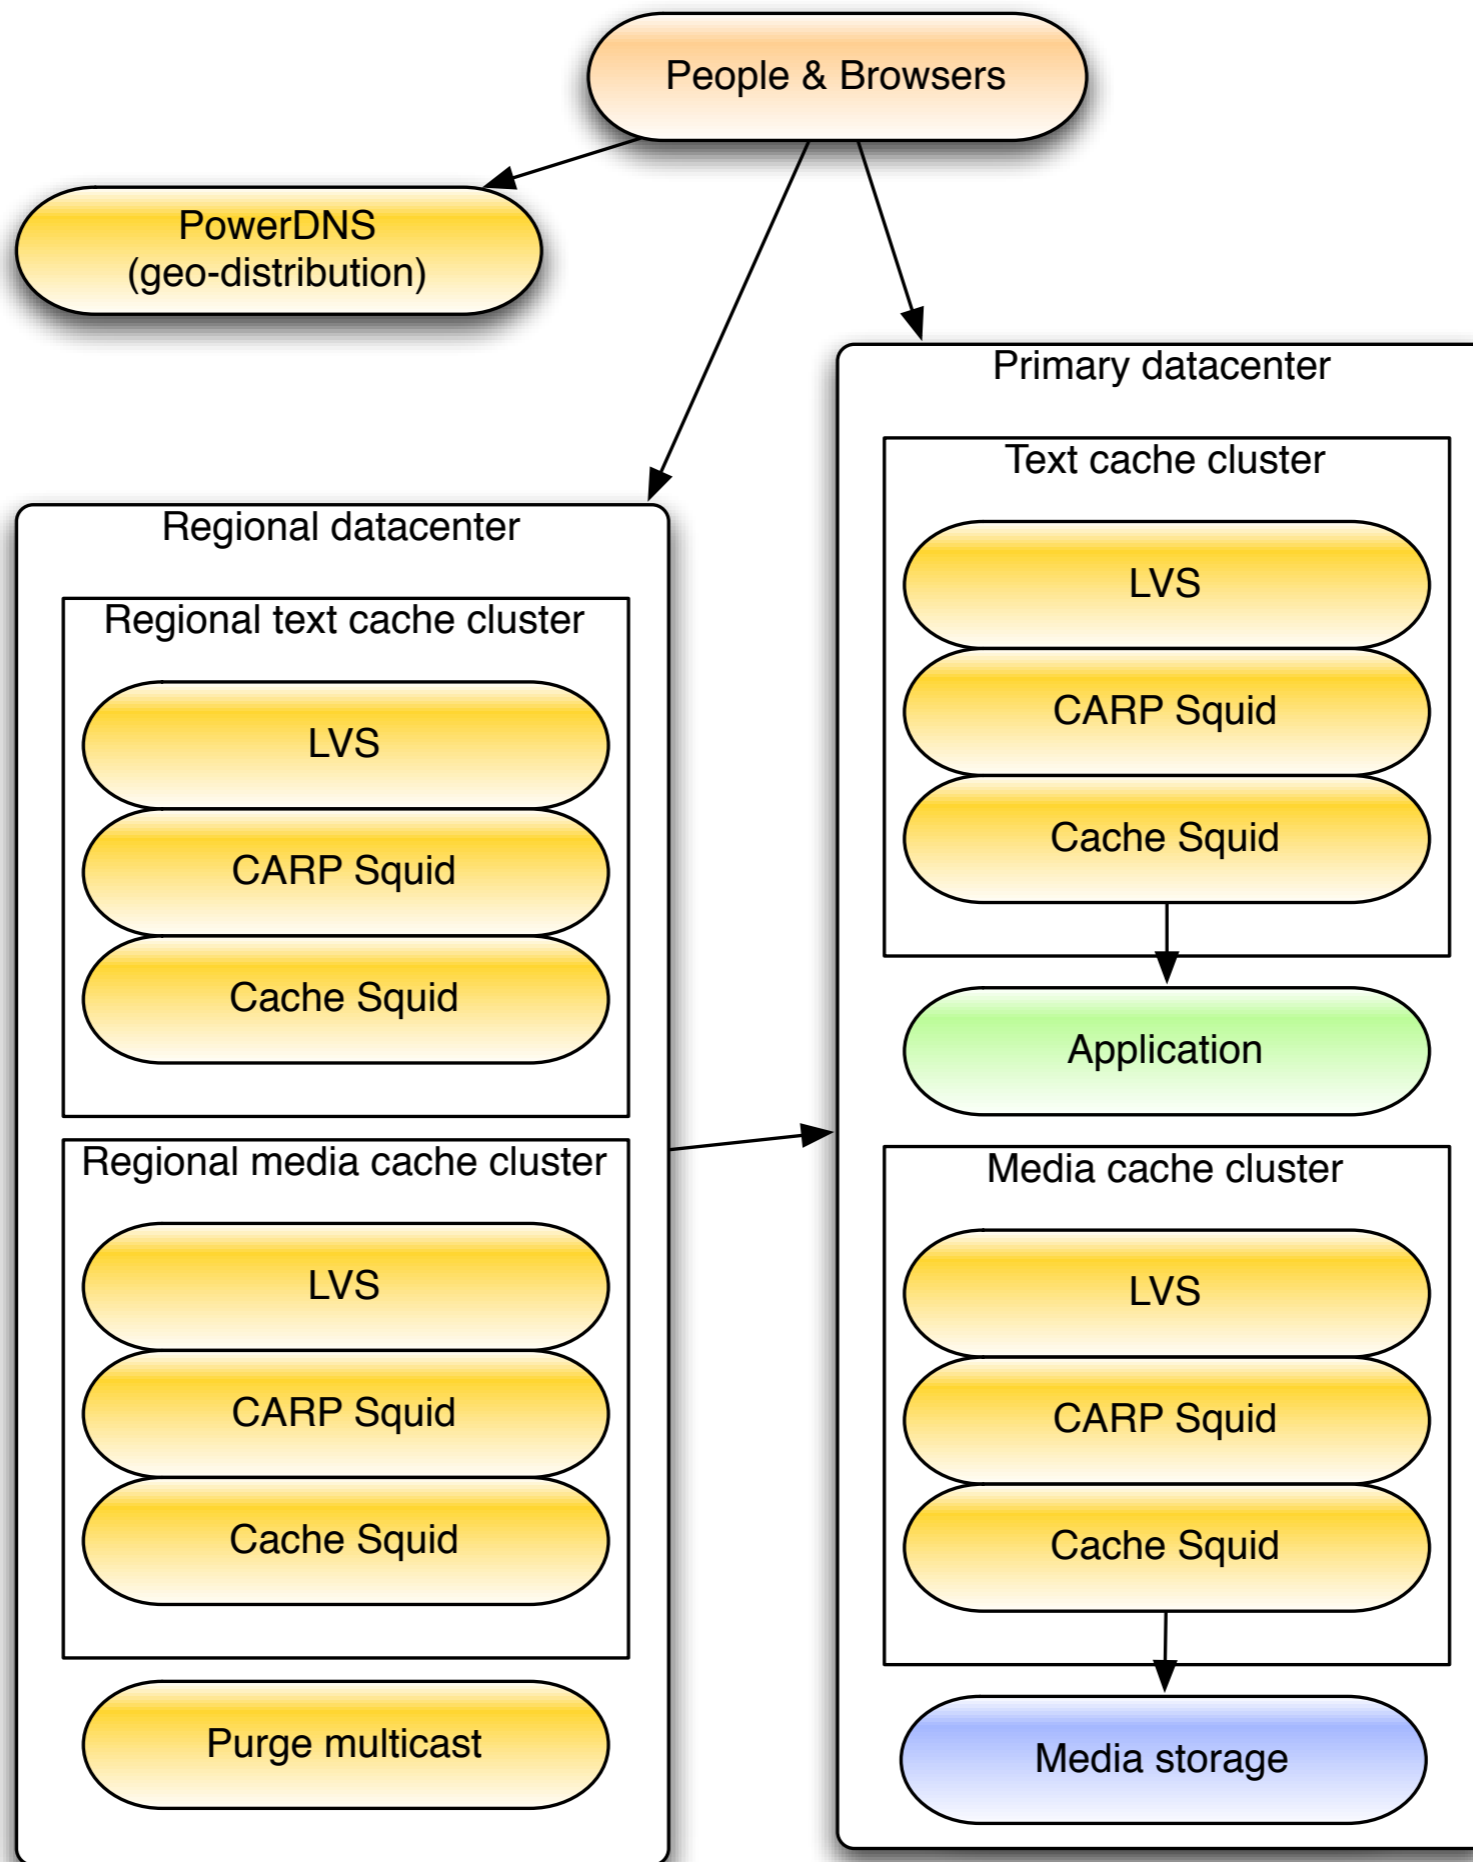 People & Browsers
PowerDNS
(geo-distribution)
Primary datacenter
Text cache cluster
LVS
CARP Squid
Cache Squid
Application
Media cache cluster
LVS
CARP Squid
Cache Squid
Media storage
Regional datacenter
Regional text cache cluster
LVS
CARP Squid
Cache Squid
Regional media cache cluster
LVS
CARP Squid
Cache Squid
Purge multicast